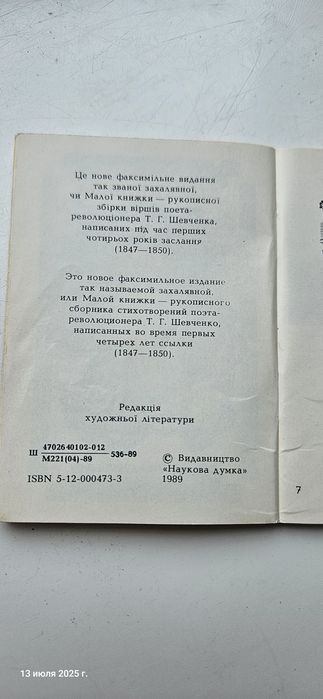 Це нове факсимільне видання
так званої захалявної,
чи Малої книжки — рукописної
збірки віршів поета-
революціонера Т. Г. Шевченка,
написаних під час перших
чотирьох років заслання
(1847—1850).
Это новое факсимильное издание
так называемой захалявной,
или Малой книжки — рукописного
сборника стихотворений поэта-
революционера Т. Г. Шевченко,
написанных во время первых
четырех лет ссылки
(1847—1850).
Редакція
художньої літератури
Ш 4702640102-012
М221(04)-89 536-89
ISBN 5-12-000473-3
© Видавництво
«Наукова думка»
1989
7
13 июля 2025 г.